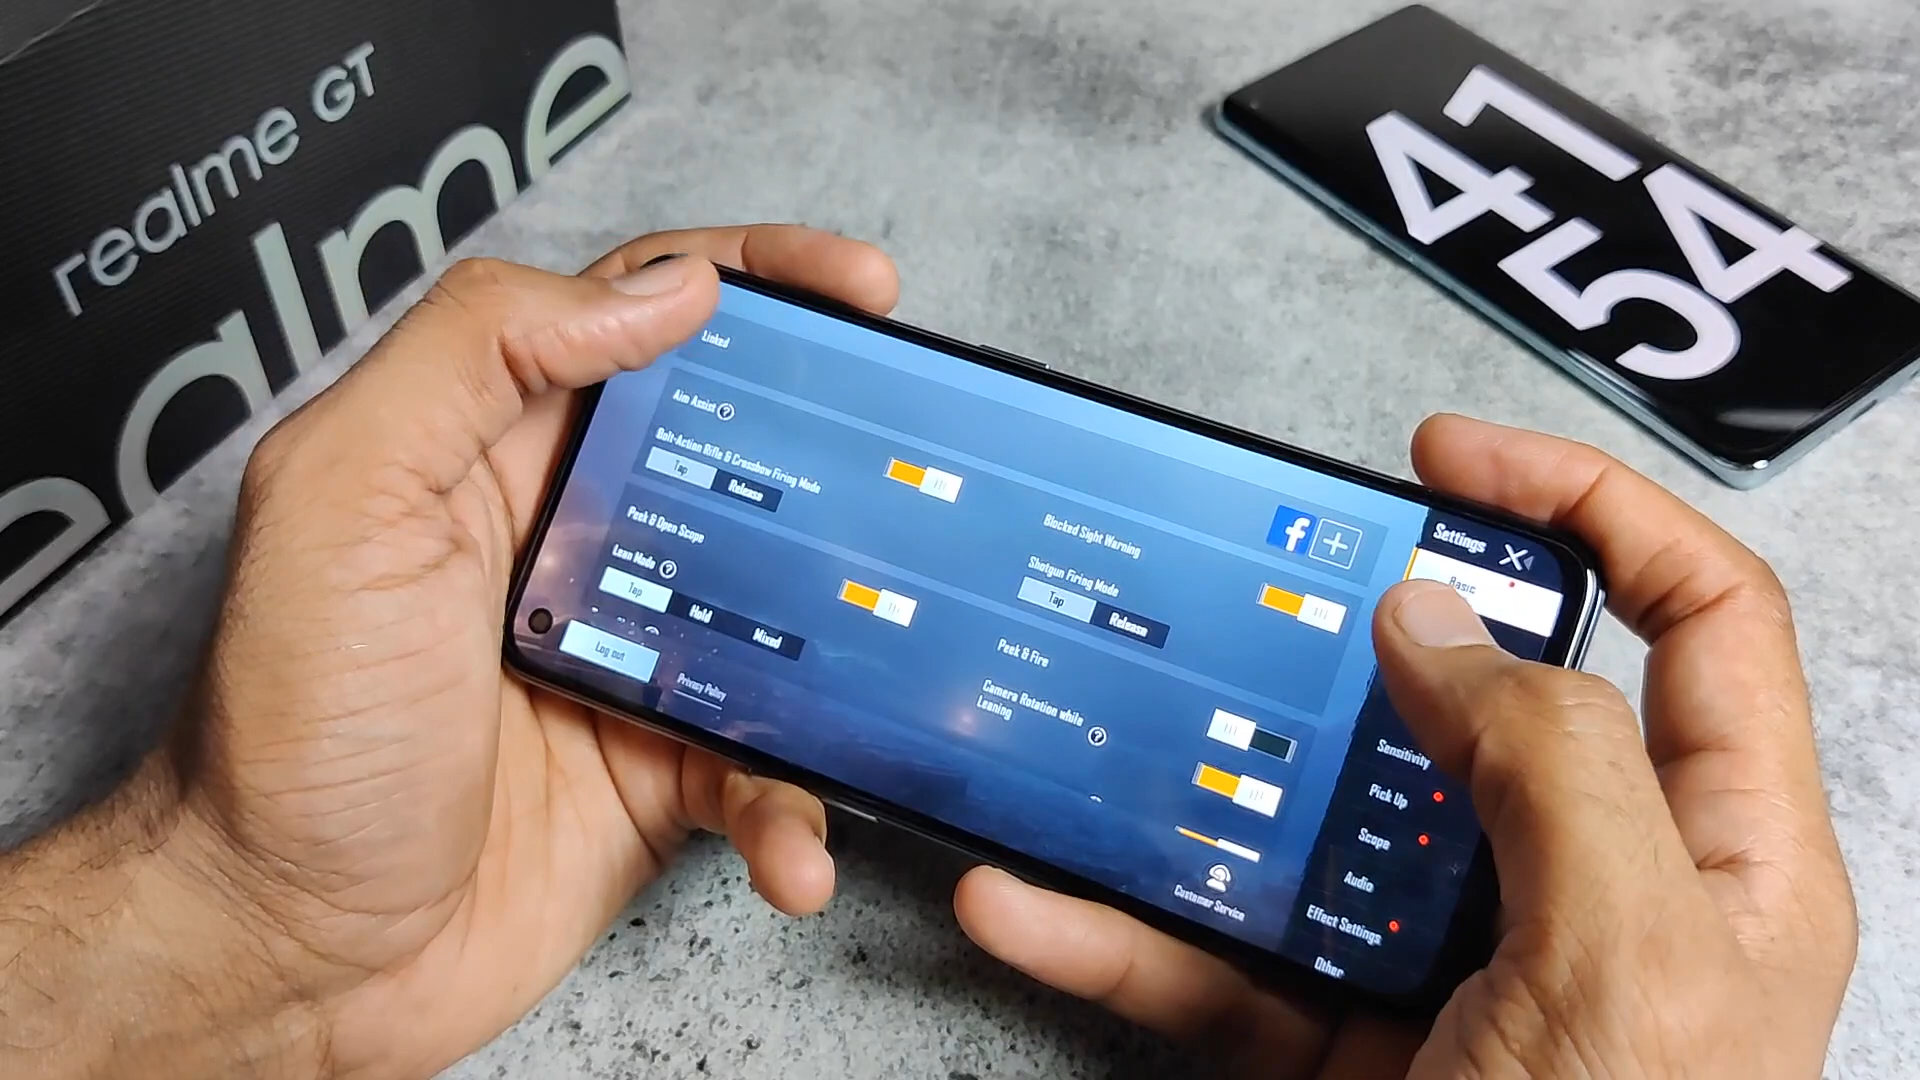 realme GT
realme
41
54
Linked
Aim Assist ?
Bolt-Action Rifle & Crossbow Firing Mode
Tap Release
Blocked Sight Warning
Shotgun Firing Mode
Tap Release
Peek & Open Scope
Lean Mode ?
Tap Hold Mixed
Peek & Fire
Camera Rotation while
Leaning ?
Log out
Privacy Policy
Customer Service
Settings
Basic
Sensitivity
Pick Up
Scope
Audio
Effect Settings
Other